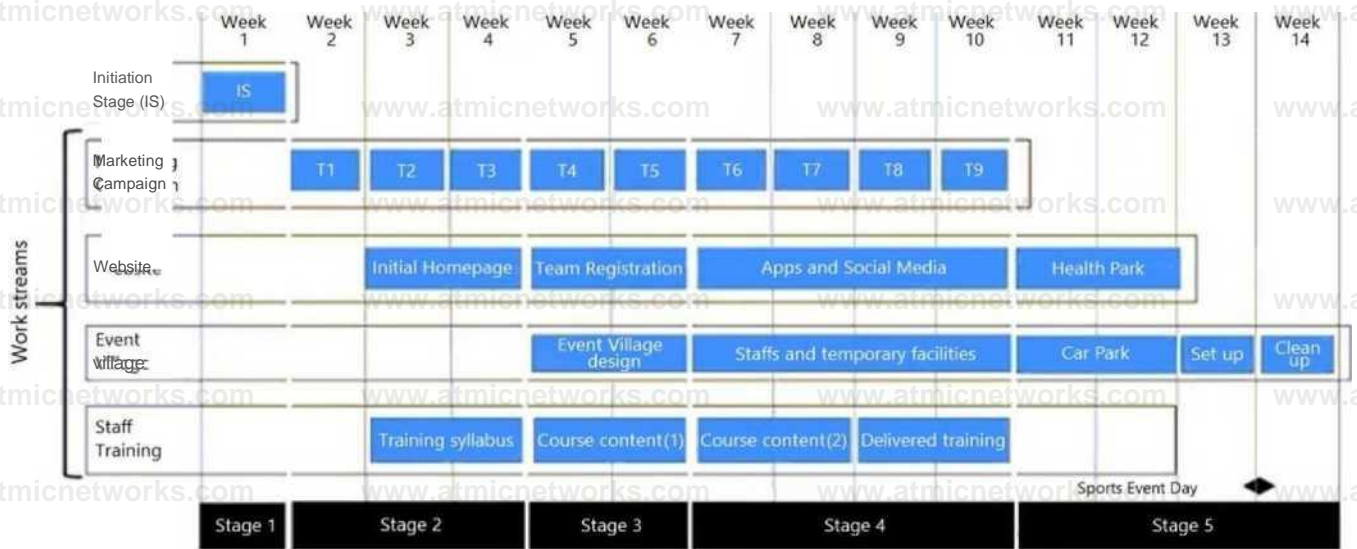 Week 1
Week 2
Week 3
Week 4
Week 5
Week 6
Week 7
Week 8
Week 9
Week 10
Week 11
Week 12
Week 13
Week 14
Initiation
Stage (IS)
IS
Work streams
Marketing
Campaign
T1
T2
T3
T4
T5
T6
T7
T8
T9
Website
Initial Homepage
Team Registration
Apps and Social Media
Health Park
Event
village
Event Village
design
Staffs and temporary facilities
Car Park
Set up
Clean
up
Staff
Training
Training syllabus
Course content(1)
Course content(2)
Delivered training
Sports Event Day
Stage 1
Stage 2
Stage 3
Stage 4
Stage 5
www.atmicnetworks.com